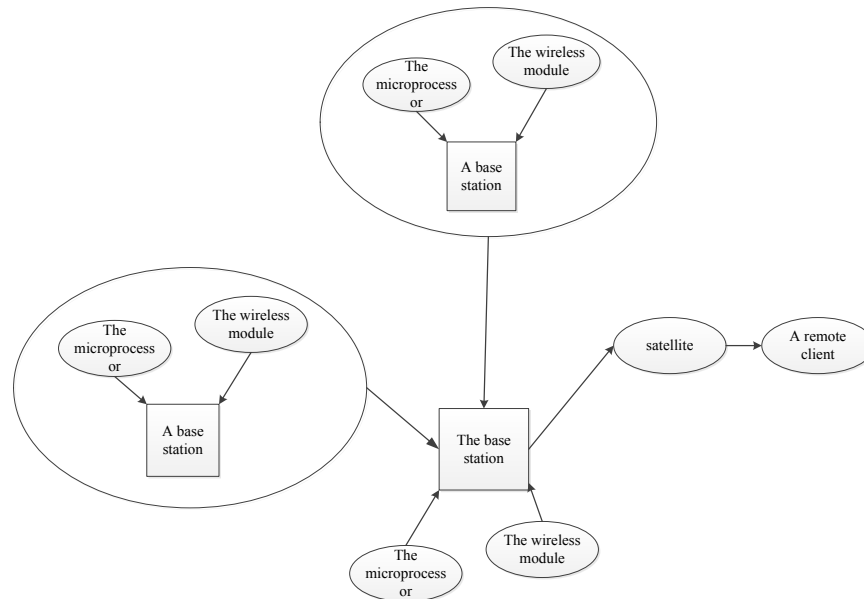 The
microprocess
or
The wireless
module
A base
station
The
microprocess
or
The wireless
module
A base
station
satellite
A remote
client
The base
station
The
microprocess
or
The wireless
module